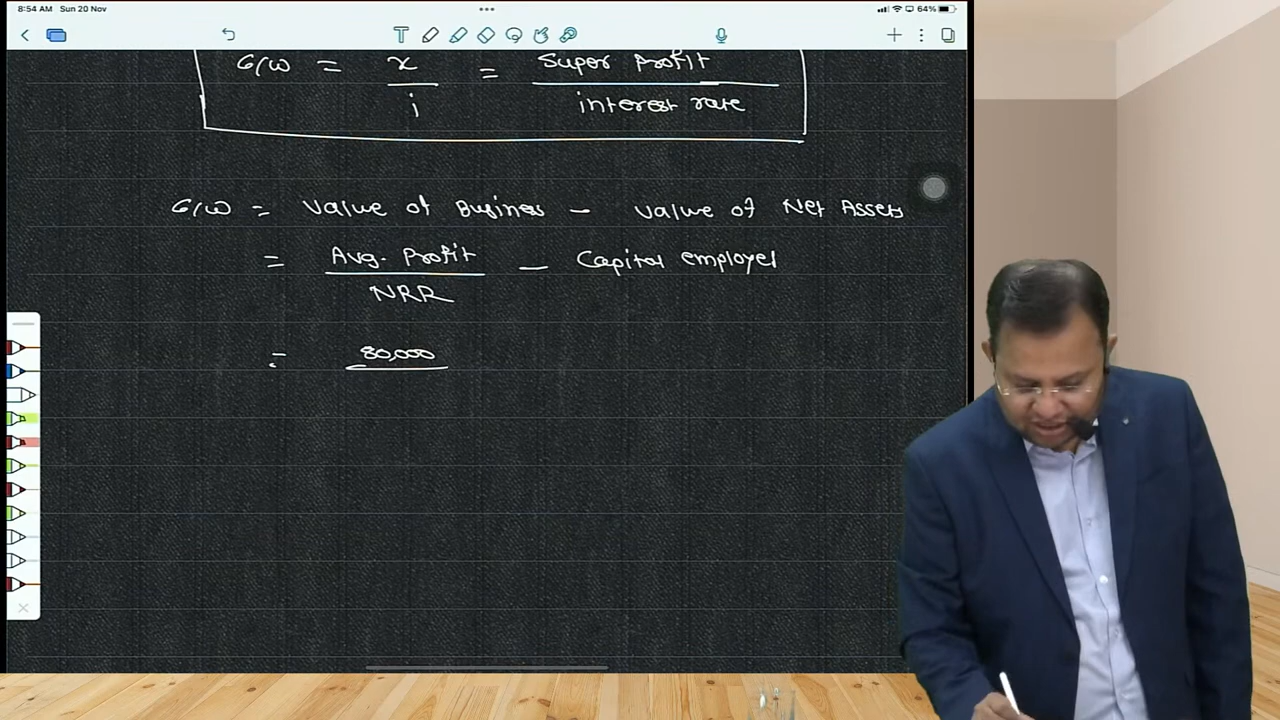 8:54 AM Sun 20 Nov
64%
G/W = x / i = Super Profit / interest rate
G/W = Value of Business - Value of Net Assets
= Avg. Profit / NRR - Capital employed
= 80,000